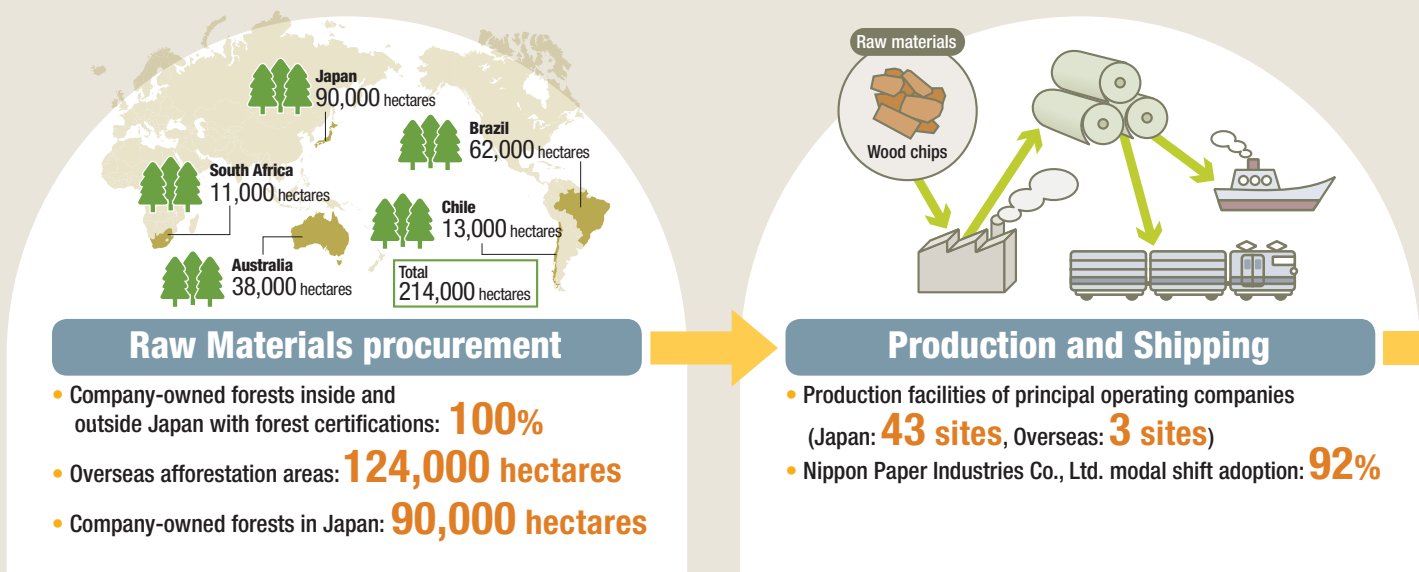 Japan
90,000 hectares
Brazil
62,000 hectares
South Africa
11,000 hectares
Chile
13,000 hectares
Australia
38,000 hectares
Total
214,000 hectares
Raw Materials procurement
• Company-owned forests inside and
outside Japan with forest certifications: 100%
• Overseas afforestation areas: 124,000 hectares
• Company-owned forests in Japan: 90,000 hectares
Raw materials
Wood chips
Production and Shipping
• Production facilities of principal operating companies
(Japan: 43 sites, Overseas: 3 sites)
• Nippon Paper Industries Co., Ltd. modal shift adoption: 92%